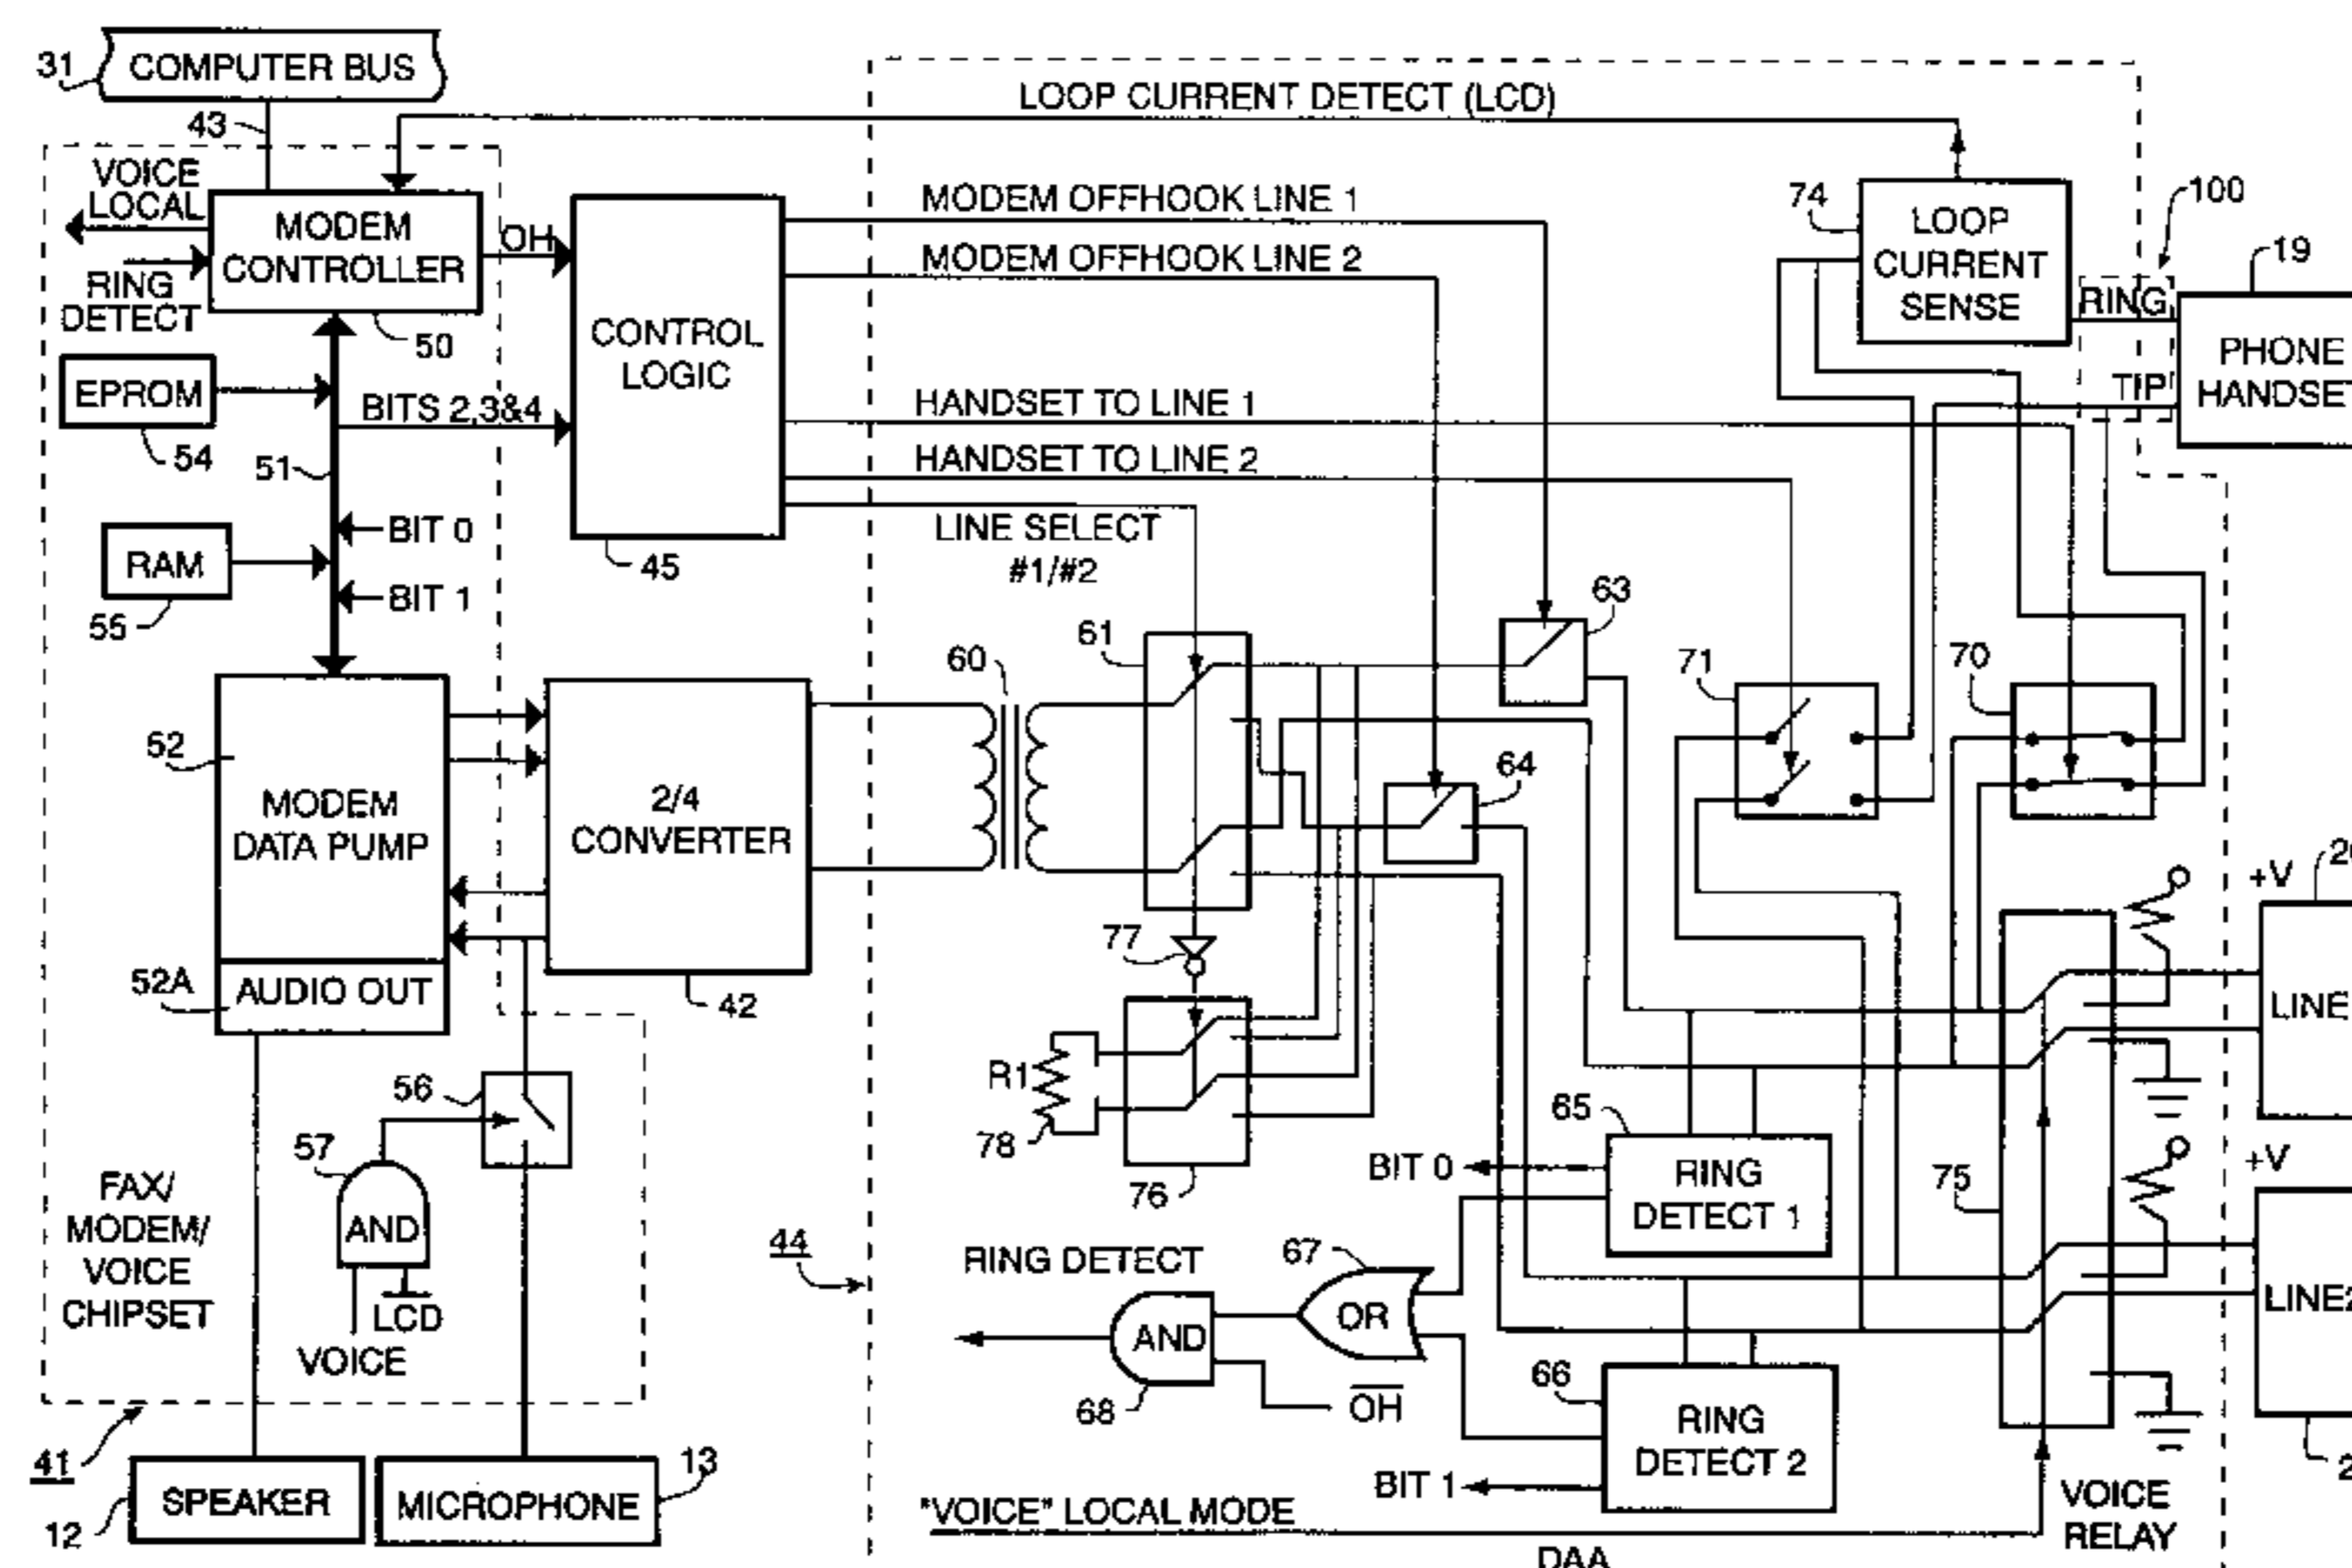 31
COMPUTER BUS
43
LOOP CURRENT DETECT (LCD)
VOICE
LOCAL
MODEM
CONTROLLER
OH
RING
DETECT
50
CONTROL
LOGIC
45
MODEM OFFHOOK LINE 1
MODEM OFFHOOK LINE 2
HANDSET TO LINE 1
HANDSET TO LINE 2
LINE SELECT
#1/#2
74
LOOP
CURRENT
SENSE
100
RING
TIP
19
PHONE
HANDSET
EPROM
54
BITS 2,3&4
51
BIT 0
RAM
55
BIT 1
52
MODEM
DATA PUMP
52A
AUDIO OUT
2/4
CONVERTER
42
60
61
63
64
71
70
77
R1
78
76
56
57
AND
LCD
VOICE
FAX/
MODEM/
VOICE
CHIPSET
41
12
SPEAKER
MICROPHONE
13
44
RING DETECT
AND
68
67
OR
OH
65
BIT 0
RING
DETECT 1
66
RING
DETECT 2
BIT 1
75
+V
LINE
+V
LINE2
"VOICE" LOCAL MODE
VOICE
RELAY
DAA